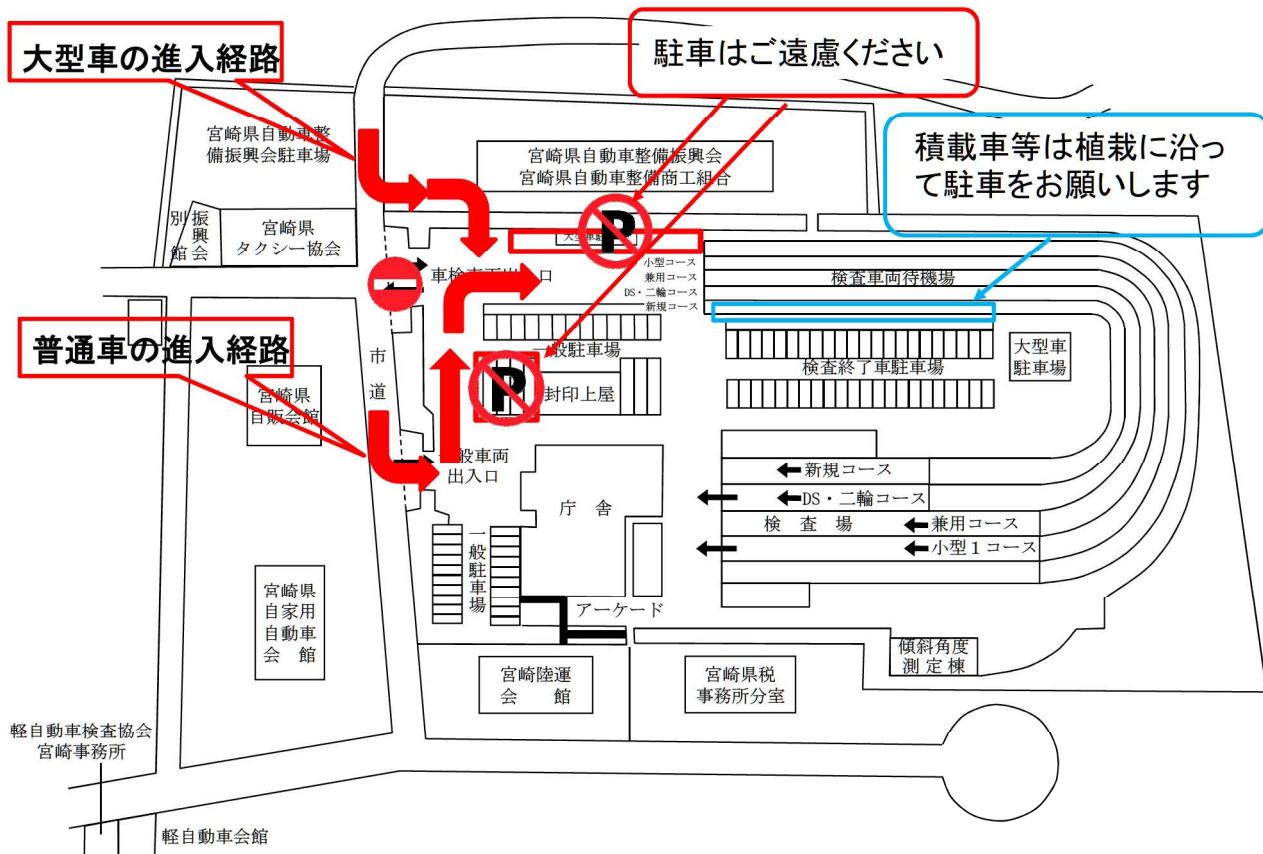 大型車の進入経路
駐車はご遠慮ください
積載車等は植栽に沿っ
て駐車をお願いします
宮崎県自動車整
備振興会駐車場
宮崎県自動車整備振興会
宮崎県自動車整備商工組合
振興会
別館
宮崎県
タクシー協会
P
大型車駐
車検査両出入口
小型コース
兼用コース
DS・二輪コース
新規コース
検査車両待機場
普通車の進入経路
市道
一般駐車場
検査終了車駐車場
大型車
駐車場
宮崎県
自販会館
P
封印上屋
一般車両
出入口
庁舎
新規コース
DS・二輪コース
検査場
兼用コース
小型1コース
一般駐車場
アーケード
宮崎県
自家用
自動車
会館
宮崎陸運
会館
宮崎県税
事務所分室
傾斜角度
測定棟
軽自動車検査協会
宮崎事務所
軽自動車会館